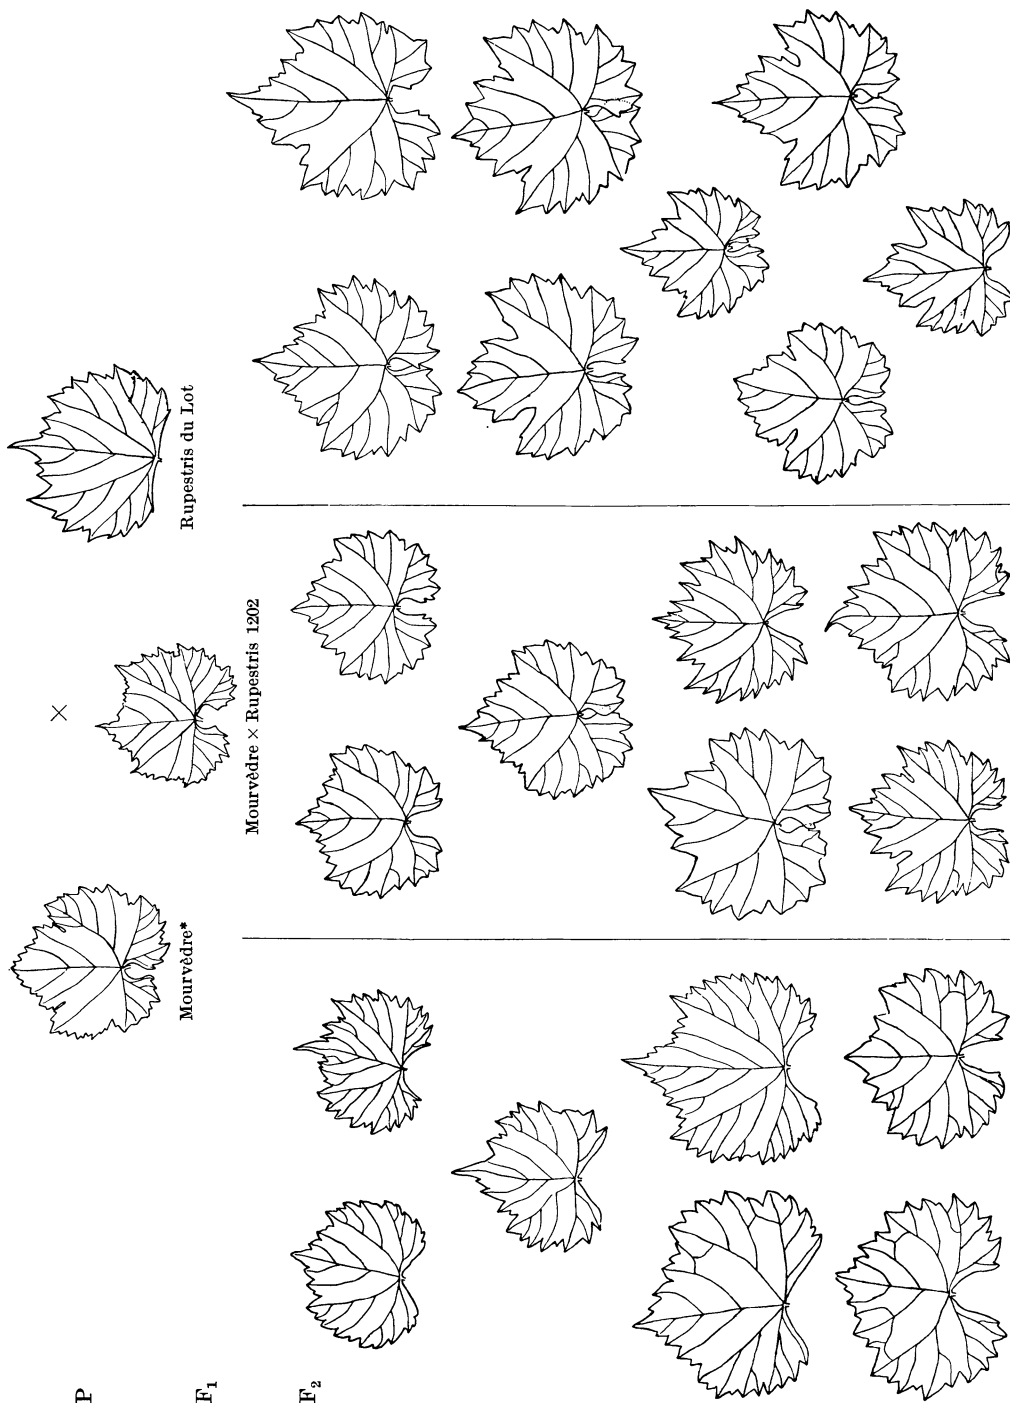 P
×
Mourvèdre*
Rupestris du Lot
F₁
Mourvèdre × Rupestris 1202
F₂